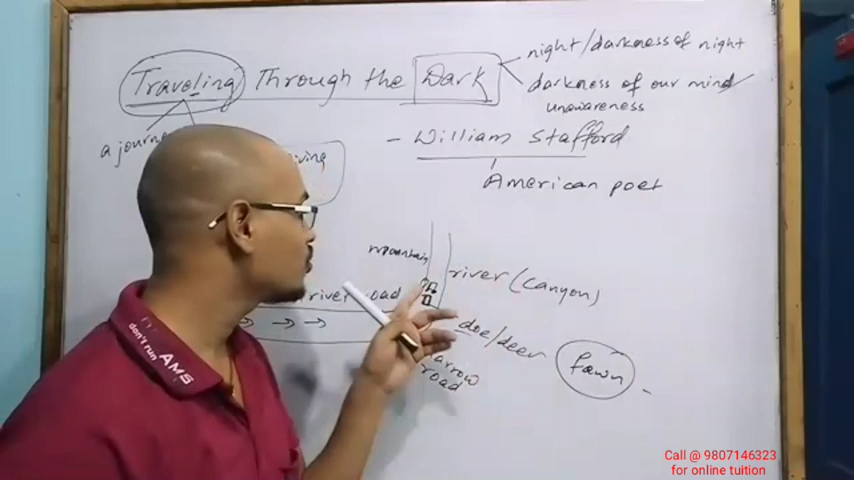 Traveling Through the Dark
night/darkness of night
darkness of our mind
unawareness
a journey
- William Stafford
American poet
mountain
river (canyon)
river road
doe/deer
fawn -
narrow
road
don't run
AMS
Call @ 9807146323
for online tuition